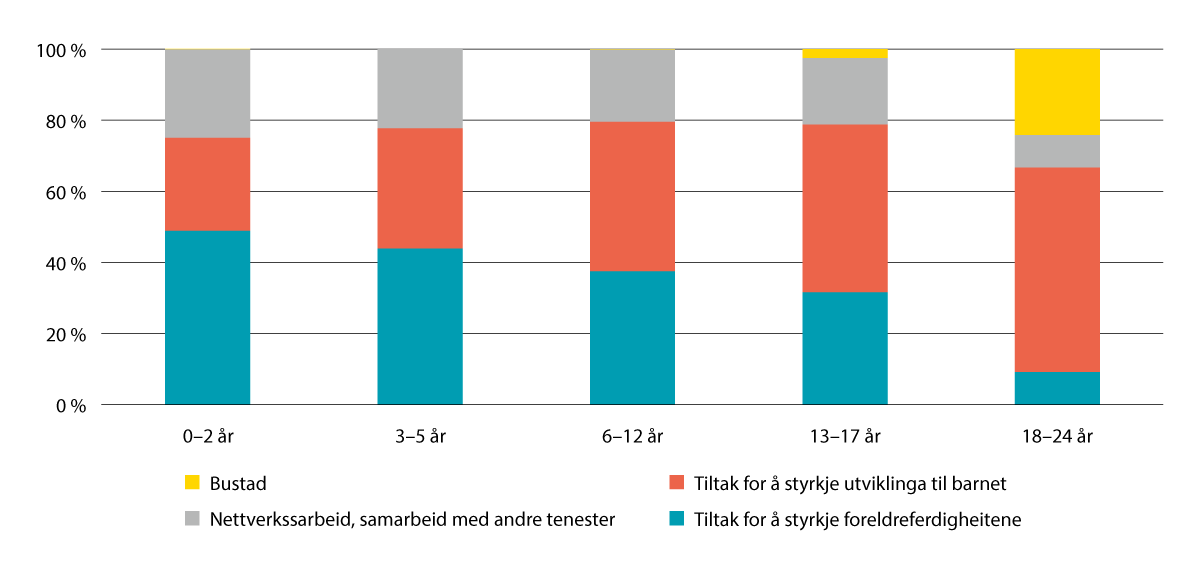 100 %
80 %
60 %
40 %
20 %
0 %
0–2 år
3–5 år
6–12 år
13–17 år
18–24 år
Bustad
Tiltak for å styrkje utviklinga til barnet
Nettverkssarbeid, samarbeid med andre tenester
Tiltak for å styrkje foreldreferdigheitene